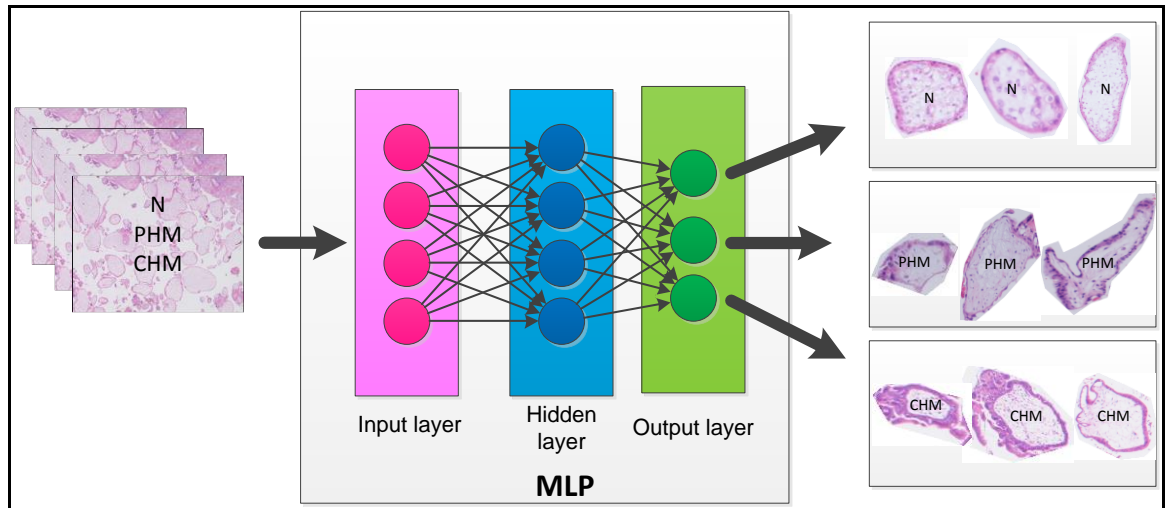 N
PHM
CHM
Input layer
Hidden
layer
Output layer
MLP
N
N
N
PHM
PHM
PHM
CHM
CHM
CHM